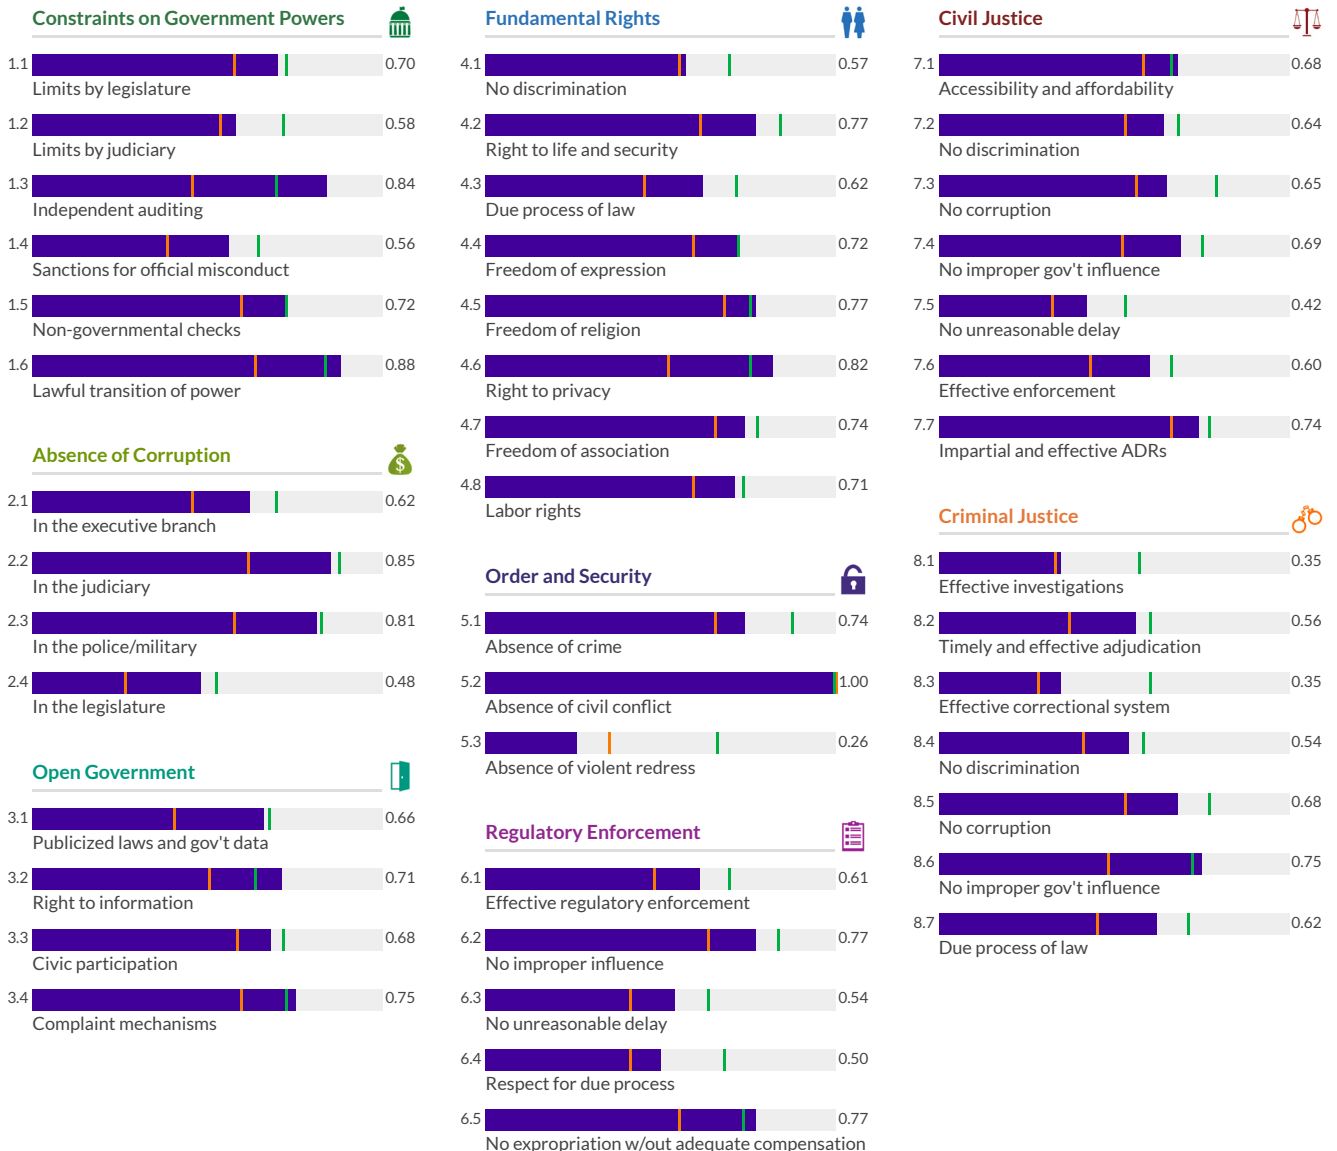 Constraints on Government Powers
1.1 0.70
Limits by legislature
1.2 0.58
Limits by judiciary
1.3 0.84
Independent auditing
1.4 0.56
Sanctions for official misconduct
1.5 0.72
Non-governmental checks
1.6 0.88
Lawful transition of power
Absence of Corruption
$
2.1 0.62
In the executive branch
2.2 0.85
In the judiciary
2.3 0.81
In the police/military
2.4 0.48
In the legislature
Open Government
3.1 0.66
Publicized laws and gov't data
3.2 0.71
Right to information
3.3 0.68
Civic participation
3.4 0.75
Complaint mechanisms
Fundamental Rights
4.1 0.57
No discrimination
4.2 0.77
Right to life and security
4.3 0.62
Due process of law
4.4 0.72
Freedom of expression
4.5 0.77
Freedom of religion
4.6 0.82
Right to privacy
4.7 0.74
Freedom of association
4.8 0.71
Labor rights
Order and Security
5.1 0.74
Absence of crime
5.2 1.00
Absence of civil conflict
5.3 0.26
Absence of violent redress
Regulatory Enforcement
6.1 0.61
Effective regulatory enforcement
6.2 0.77
No improper influence
6.3 0.54
No unreasonable delay
6.4 0.50
Respect for due process
6.5 0.77
No expropriation w/out adequate compensation
Civil Justice
7.1 0.68
Accessibility and affordability
7.2 0.64
No discrimination
7.3 0.65
No corruption
7.4 0.69
No improper gov't influence
7.5 0.42
No unreasonable delay
7.6 0.60
Effective enforcement
7.7 0.74
Impartial and effective ADRs
Criminal Justice
8.1 0.35
Effective investigations
8.2 0.56
Timely and effective adjudication
8.3 0.35
Effective correctional system
8.4 0.54
No discrimination
8.5 0.68
No corruption
8.6 0.75
No improper gov't influence
8.7 0.62
Due process of law